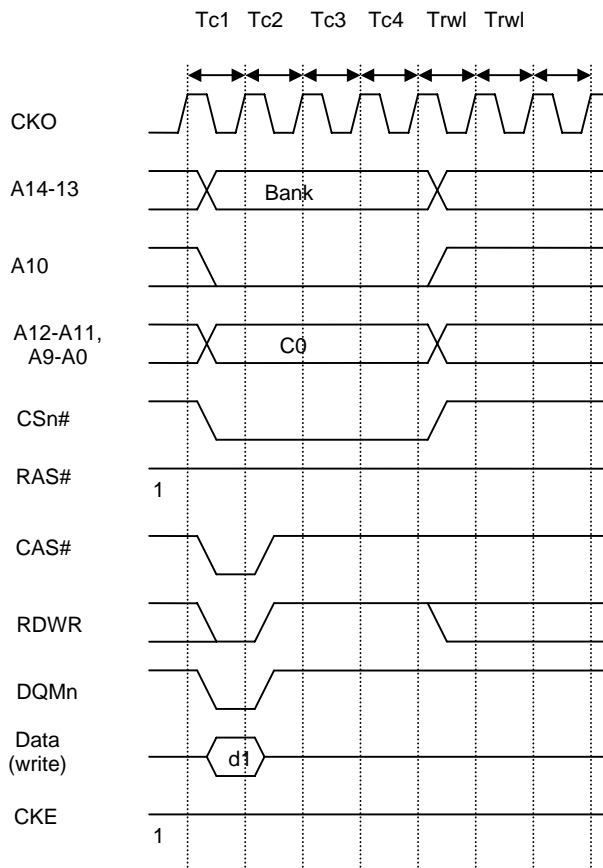 Tc1 Tc2 Tc3 Tc4 Trwl Trwl
CKO
A14-13
Bank
A10
A12-A11,
A9-A0
C0
CSn#
RAS#
1
CAS#
RDWR
DQMn
Data
(write)
d1
CKE
1